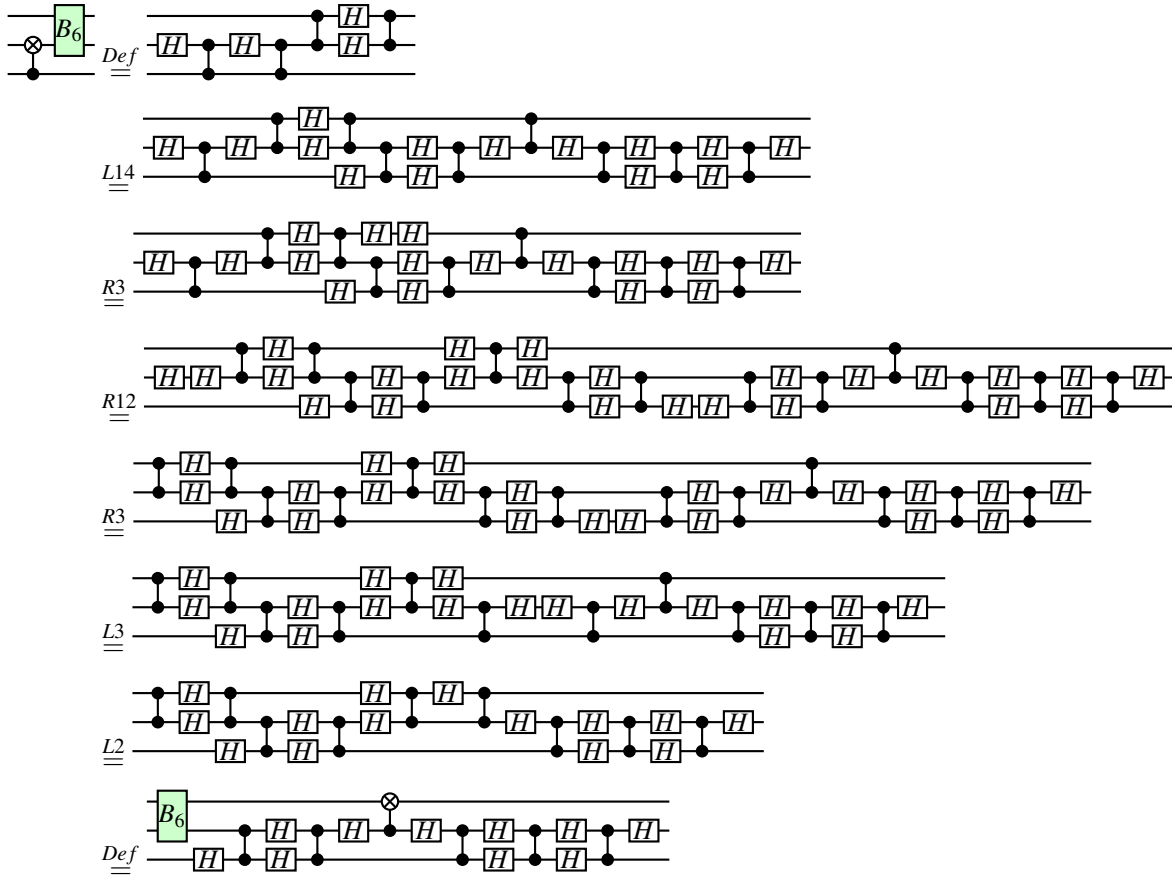 B₆ H
H H H
Def
=
H
H H H H H H H H H
L14 H H H H
=
H H H
H H H H H H H H H
R3 H H H H
=
H H H
H H H H H H H H H H H H H
R12 H H H H H H H H
=
H H H
H H H H H H H H H H H
R3 H H H H H H H H
=
H H H
H H H H H H H H H H H
L3 H H H H
=
H H H
H H H H H H H
L2 H H H H
=
B₆
H H H H H H
Def H H H H
=